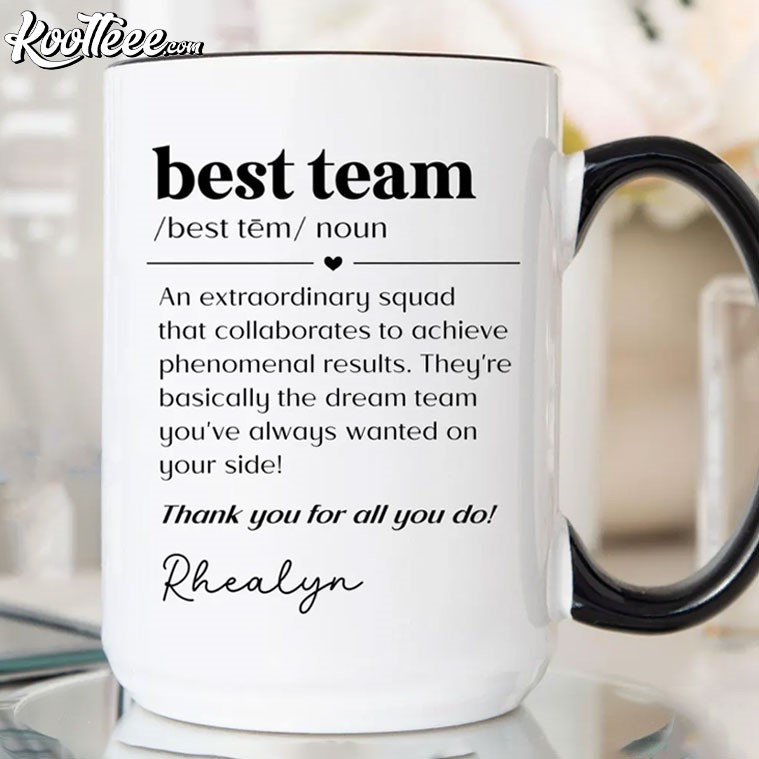 Koolteee.com
best team
/best tēm/ noun
An extraordinary squad
that collaborates to achieve
phenomenal results. They're
basically the dream team
you've always wanted on
your side!
Thank you for all you do!
Rhealyn